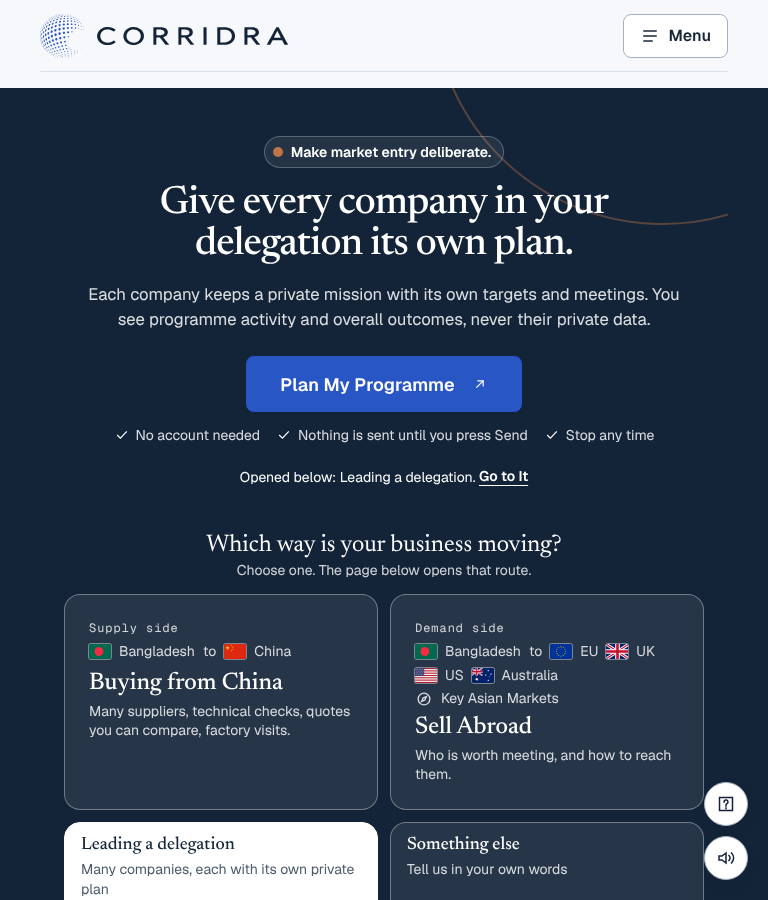 CORRIDRA
Menu
Make market entry deliberate.
Give every company in your
delegation its own plan.
Each company keeps a private mission with its own targets and meetings. You
see programme activity and overall outcomes, never their private data.
Plan My Programme
No account needed
Nothing is sent until you press Send
Stop any time
Opened below: Leading a delegation. Go to It
Which way is your business moving?
Choose one. The page below opens that route.
Supply side
Bangladesh to China
Buying from China
Many suppliers, technical checks, quotes
you can compare, factory visits.
Demand side
Bangladesh to EU UK
US Australia
Key Asian Markets
Sell Abroad
Who is worth meeting, and how to reach
them.
Leading a delegation
Many companies, each with its own private
plan
Something else
Tell us in your own words